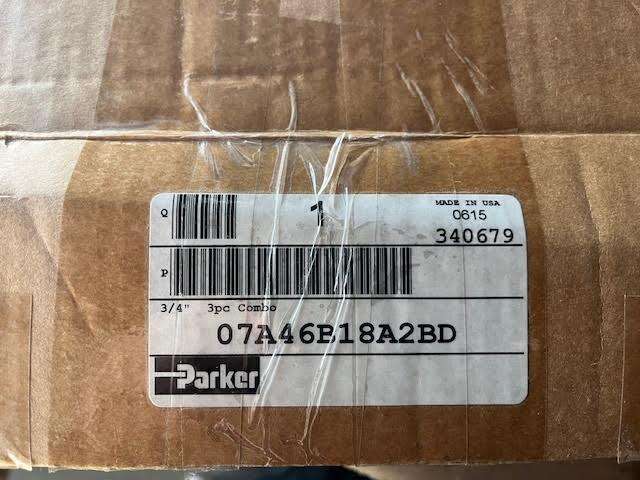 MADE IN USA
Q 1 0615
340679
P
3/4" 3pc Combo
07A46B18A2BD
Parker